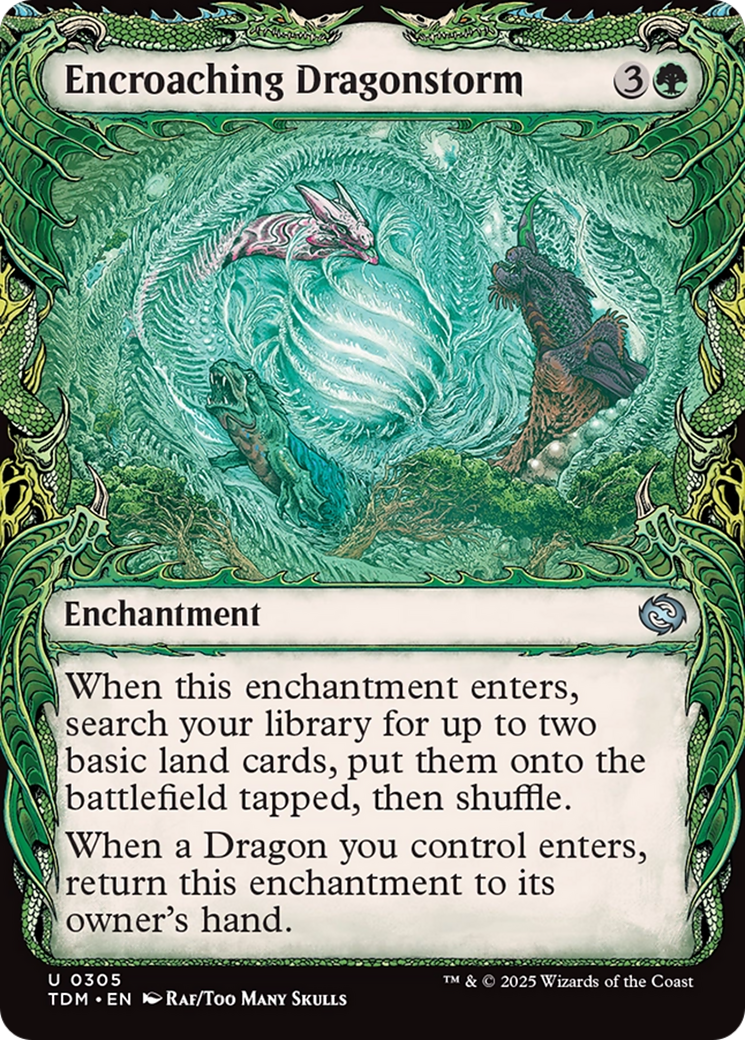 Encroaching Dragonstorm 3
Enchantment
When this enchantment enters,
search your library for up to two
basic land cards, put them onto the
battlefield tapped, then shuffle.
When a Dragon you control enters,
return this enchantment to its
owner's hand.
U 0305
™ & © 2025 Wizards of the Coast
TDM • EN Raf/Too Many Skulls